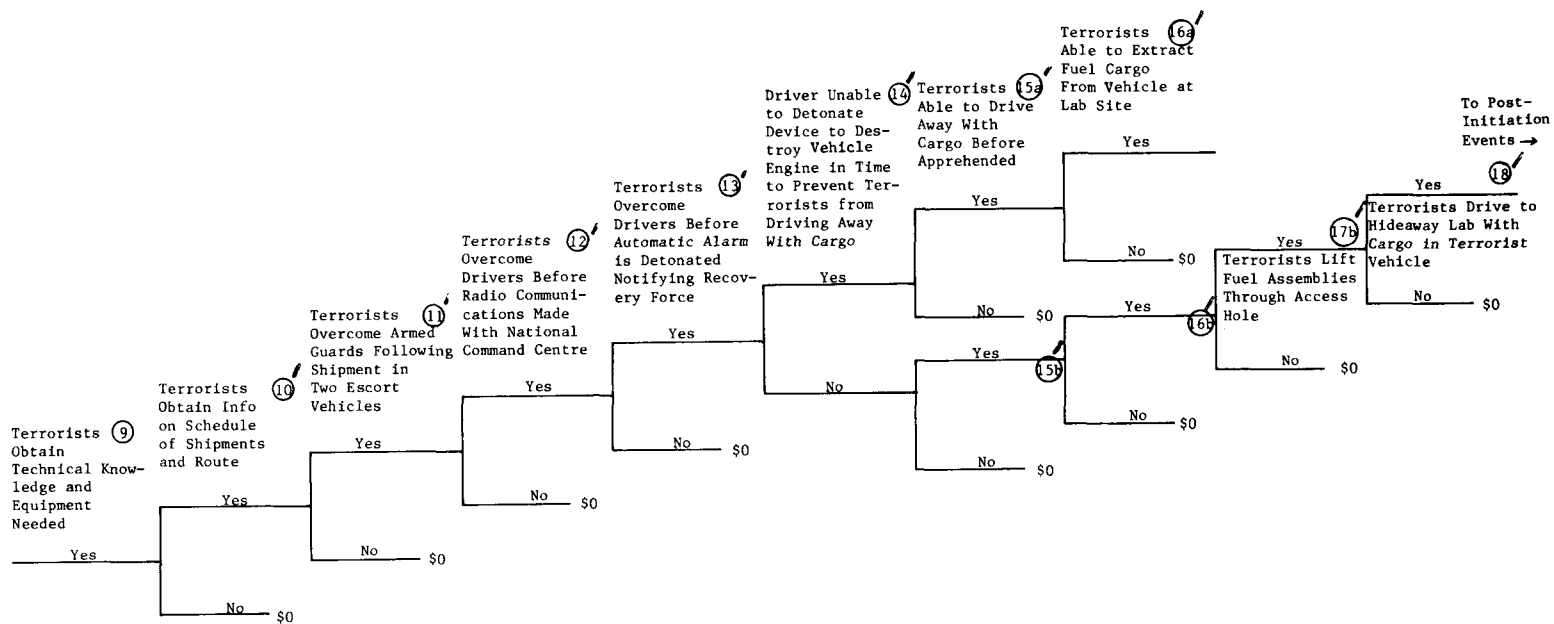 Terrorists 9
Obtain
Technical Know-
ledge and
Equipment
Needed
Yes
No $0
Terrorists 10
Obtain Info
on Schedule
of Shipments
and Route
Yes
No $0
Terrorists 11
Overcome Armed
Guards Following
Shipment in
Two Escort
Vehicles
Yes
No $0
Terrorists 12
Overcome
Drivers Before
Radio Communi-
cations Made
With National
Command Centre
Yes
No $0
Terrorists 13
Overcome
Drivers Before
Automatic Alarm
is Detonated
Notifying Recov-
ery Force
Yes
No $0
Driver Unable 14
to Detonate
Device to Des-
troy Vehicle
Engine in Time
to Prevent Ter-
rorists from
Driving Away
With Cargo
Yes
No
Terrorists 15a
Able to Drive
Away With
Cargo Before
Apprehended
Yes
No $0
Terrorists 16a
Able to Extract
Fuel Cargo
From Vehicle at
Lab Site
Yes
No $0
Yes
15b
No $0
Yes
16b
No $0
Terrorists Lift
Fuel Assemblies
Through Access
Hole
Yes
17b
No $0
Terrorists Drive to
Hideaway Lab With
Cargo in Terrorist
Vehicle
Yes
No $0
18
To Post-
Initiation
Events →